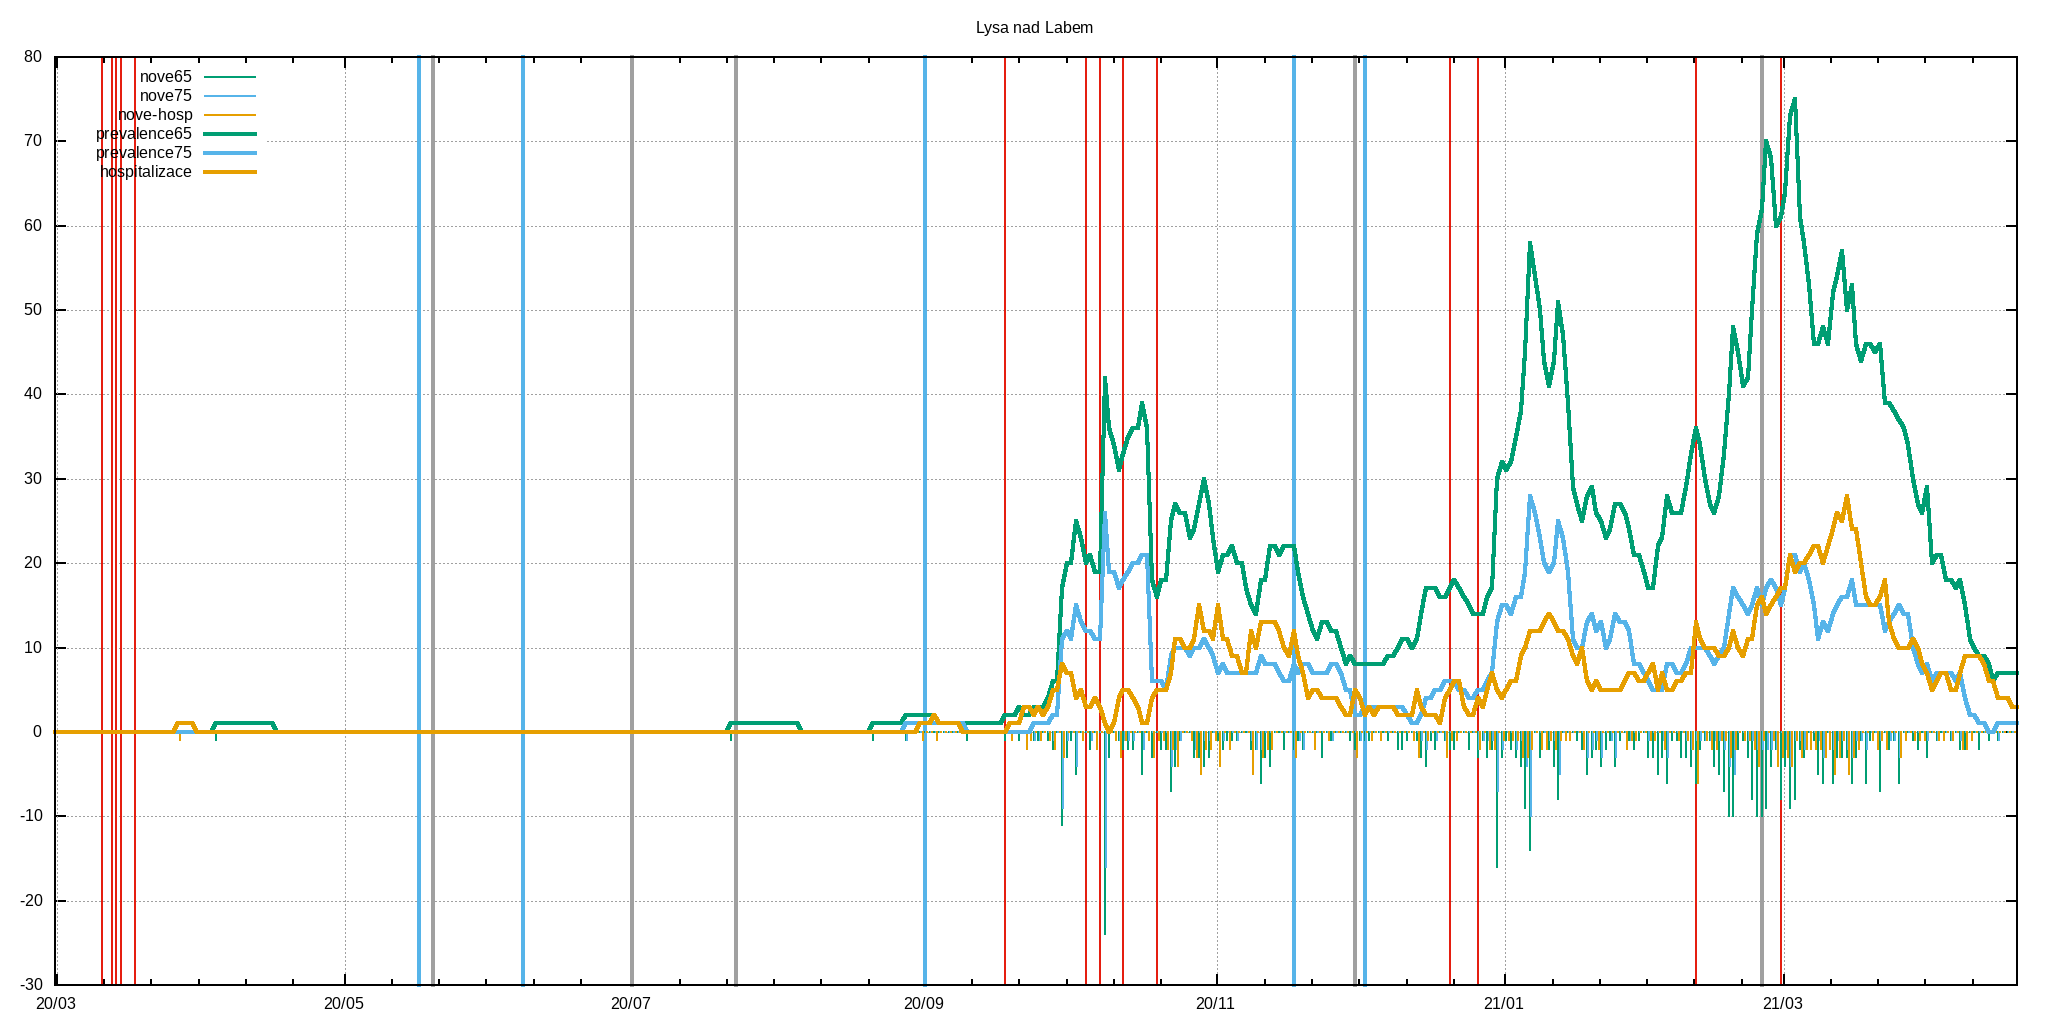 Lysa nad Labem
80
70
60
50
40
30
20
10
0
-10
-20
-30
nove65
nove75
nove-hosp
prevalence65
prevalence75
hospitalizace
20/03 20/05 20/07 20/09 20/11 21/01 21/03